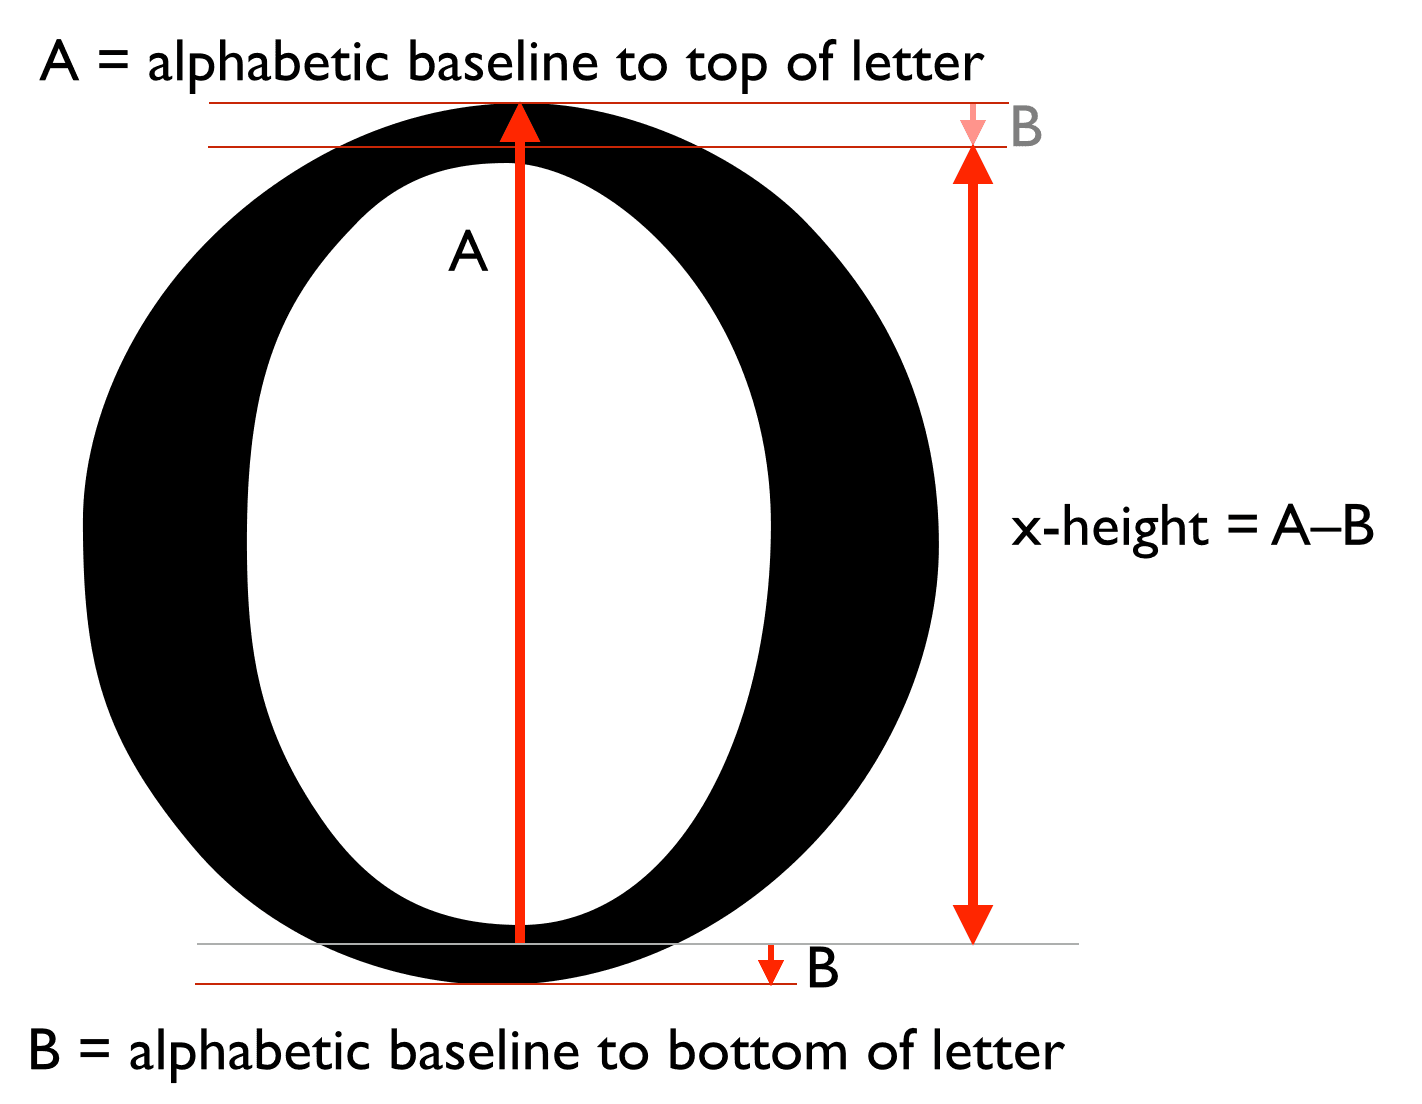 A = alphabetic baseline to top of letter
B
A
x-height = A–B
B
B = alphabetic baseline to bottom of letter